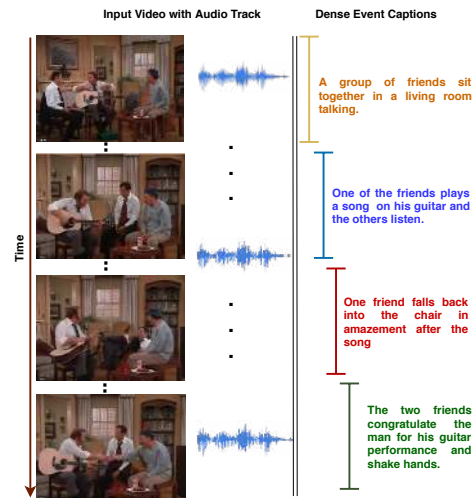 Input Video with Audio Track
Dense Event Captions
A group of friends sit
together in a living room
talking.
One of the friends plays
a song on his guitar and
the others listen.
Time
One friend falls back
into the chair in
amazement after the
song
The two friends
congratulate the
man for his guitar
performance and
shake hands.